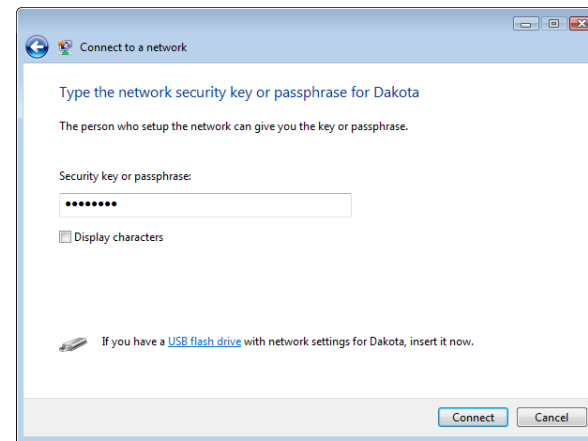 Connect to a network
Type the network security key or passphrase for Dakota
The person who setup the network can give you the key or passphrase.
Security key or passphrase:
••••••••
Display characters
If you have a USB flash drive with network settings for Dakota, insert it now.
Connect Cancel